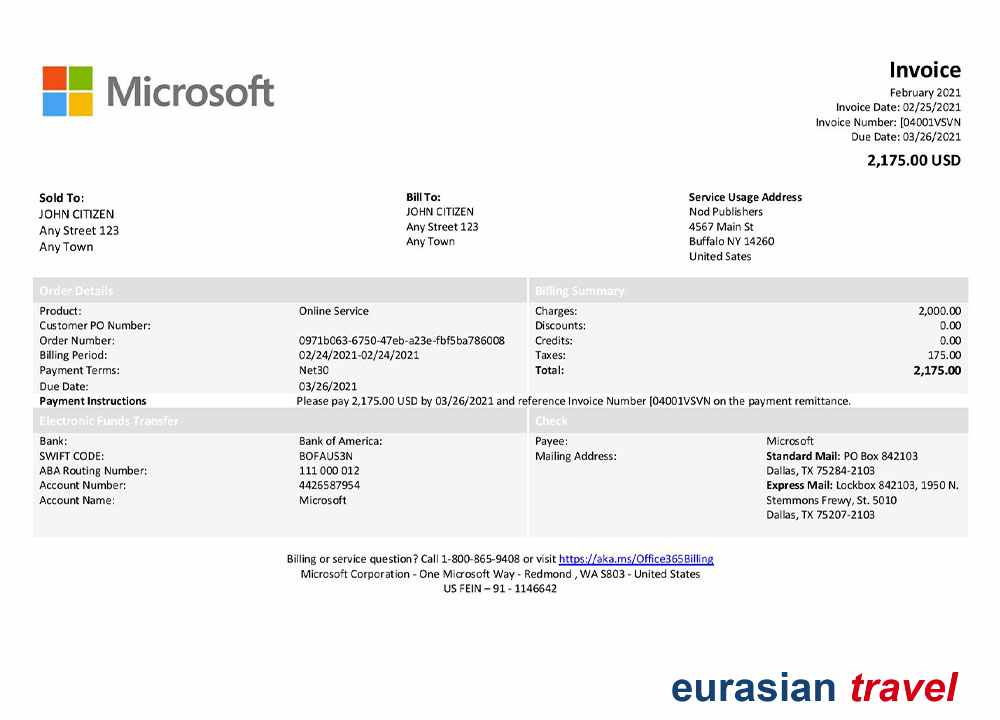 Microsoft
Invoice
February 2021
Invoice Date: 02/25/2021
Invoice Number: [04001VSVN
Due Date: 03/26/2021
2,175.00 USD
Sold To:
JOHN CITIZEN
Any Street 123
Any Town
Bill To:
JOHN CITIZEN
Any Street 123
Any Town
Service Usage Address
Nod Publishers
4567 Main St
Buffalo NY 14260
United Sates
Order Details
Product: Online Service
Customer PO Number:
Order Number: 0971b063-6750-47eb-a23e-fbf5ba786008
Billing Period: 02/24/2021-02/24/2021
Payment Terms: Net30
Due Date: 03/26/2021
Billing Summary
Charges: 2,000.00
Discounts: 0.00
Credits: 0.00
Taxes: 175.00
Total: 2,175.00
Payment Instructions Please pay 2,175.00 USD by 03/26/2021 and reference Invoice Number [04001VSVN on the payment remittance.
Electronic Funds Transfer
Bank: Bank of America:
SWIFT CODE: BOFAUS3N
ABA Routing Number: 111 000 012
Account Number: 4426587954
Account Name: Microsoft
Check
Payee: Microsoft
Mailing Address: Standard Mail: PO Box 842103
Dallas, TX 75284-2103
Express Mail: Lockbox 842103, 1950 N.
Stemmons Frewy, St. 5010
Dallas, TX 75207-2103
Billing or service question? Call 1-800-865-9408 or visit https://aka.ms/Office365Billing
Microsoft Corporation - One Microsoft Way - Redmond , WA S803 - United States
US FEIN – 91 - 1146642
eurasian travel